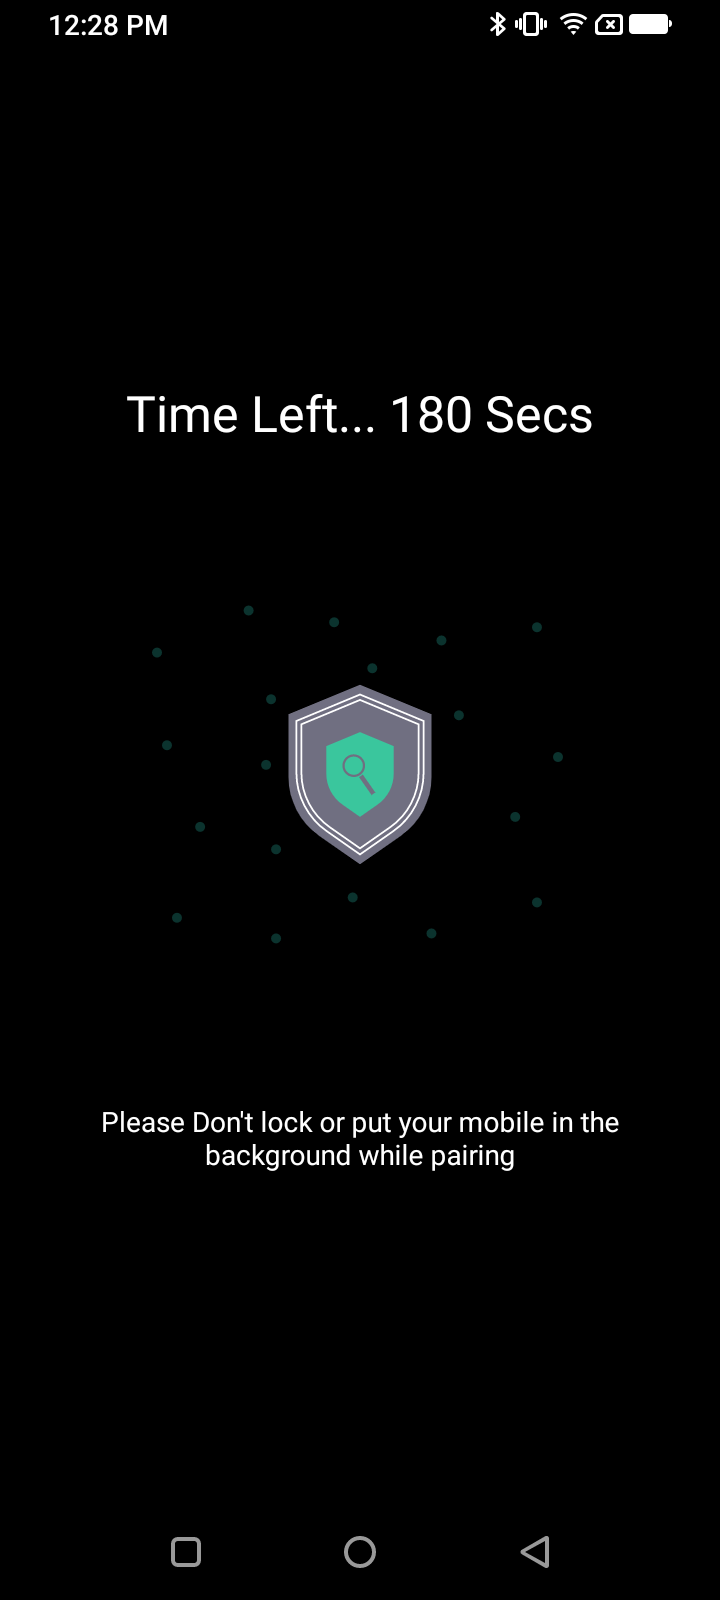 12:28 PM
Time Left... 180 Secs
Please Don't lock or put your mobile in the
background while pairing